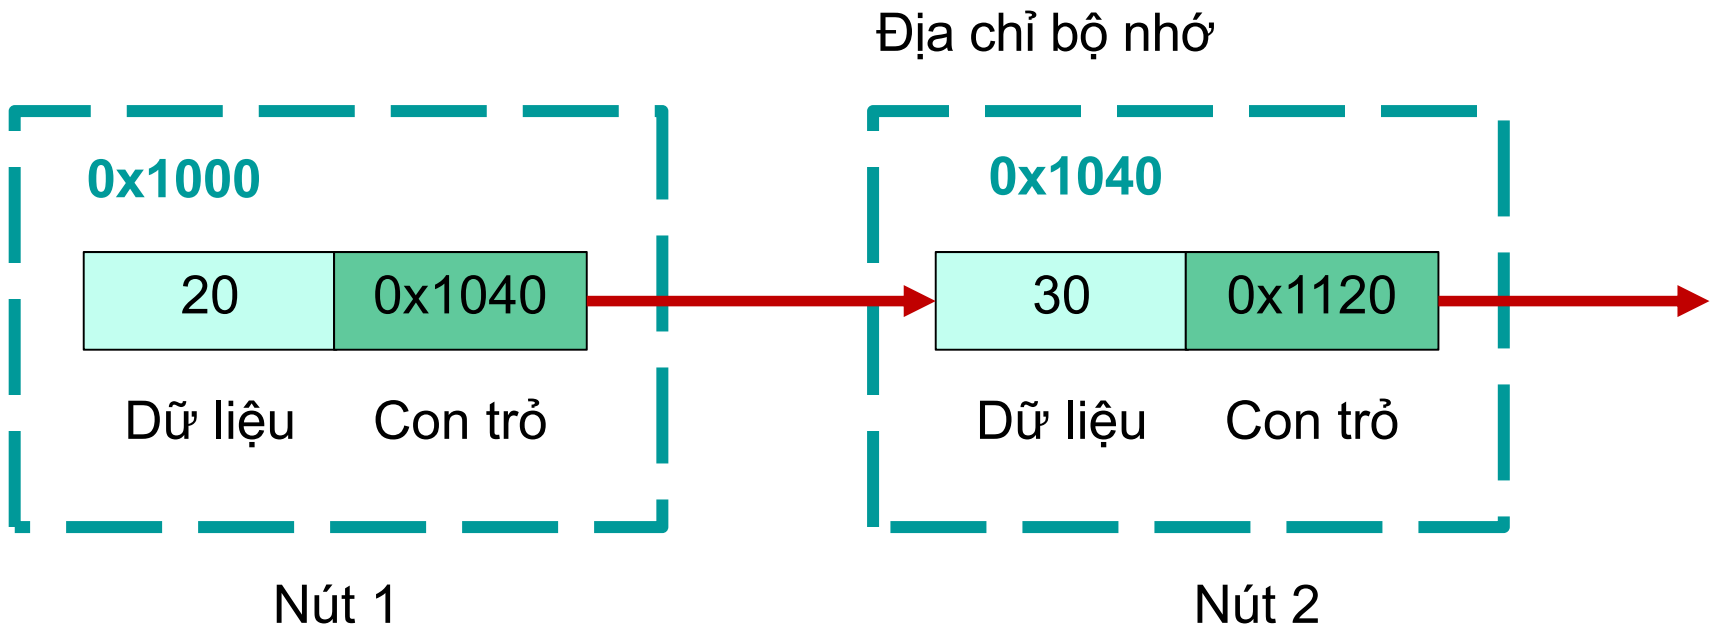 Địa chỉ bộ nhớ
0x1000
0x1040
20 0x1040
30 0x1120
Dữ liệu Con trỏ
Dữ liệu Con trỏ
Nút 1
Nút 2